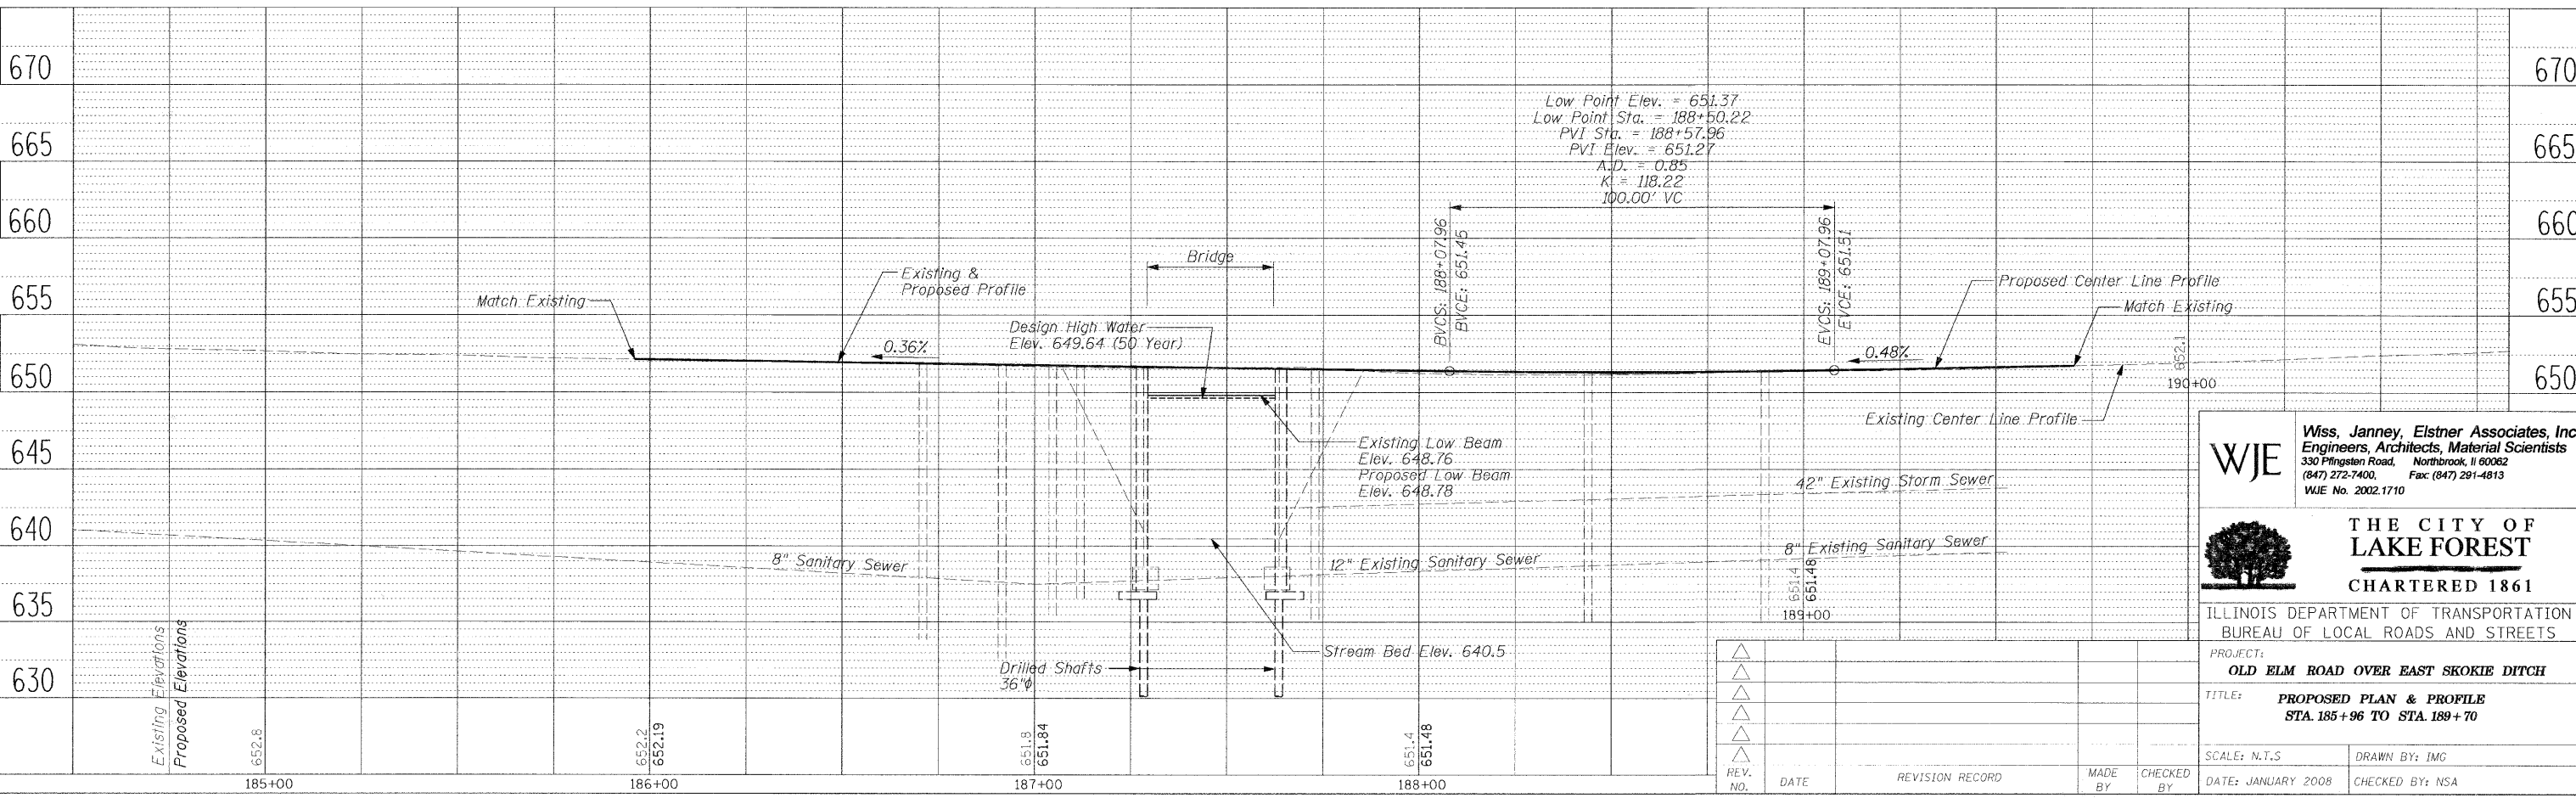 670
665
660
655
650
645
640
635
630
670
665
660
655
650
Low Point Elev. = 651.37
Low Point Sta. = 188+50.22
PVI Sta. = 188+57.96
PVI Elev. = 651.27
A.D. = 0.85
K = 118.22
100.00' VC
BVCS: 188+07.96
BVCE: 651.45
EVCS: 189+07.96
EVCE: 651.51
Bridge
Match Existing
Existing &
Proposed Profile
0.36%
Design High Water
Elev. 649.64 (50 Year)
Proposed Center Line Profile
Match Existing
0.48%
652.1
190+00
Existing Center Line Profile
Existing Low Beam
Elev. 648.76
Proposed Low Beam
Elev. 648.78
42" Existing Storm Sewer
8" Sanitary Sewer
12" Existing Sanitary Sewer
8" Existing Sanitary Sewer
651.4
651.48
189+00
Stream Bed Elev. 640.5
Drilled Shafts
36"ϕ
Existing Elevations
Proposed Elevations
652.8
652.2
652.19
651.8
651.84
651.4
651.48
185+00
186+00
187+00
188+00
WJE
Wiss, Janney, Elstner Associates, Inc
Engineers, Architects, Material Scientists
330 Pfingsten Road, Northbrook, Il 60062
(847) 272-7400, Fax: (847) 291-4813
WJE No. 2002.1710
THE CITY OF
LAKE FOREST
CHARTERED 1861
ILLINOIS DEPARTMENT OF TRANSPORTATION
BUREAU OF LOCAL ROADS AND STREETS
PROJECT:
OLD ELM ROAD OVER EAST SKOKIE DITCH
TITLE:
PROPOSED PLAN & PROFILE
STA. 185+96 TO STA. 189+70
SCALE: N.T.S
DRAWN BY: IMG
DATE: JANUARY 2008
CHECKED BY: NSA
REV. NO.
DATE
REVISION RECORD
MADE BY
CHECKED BY